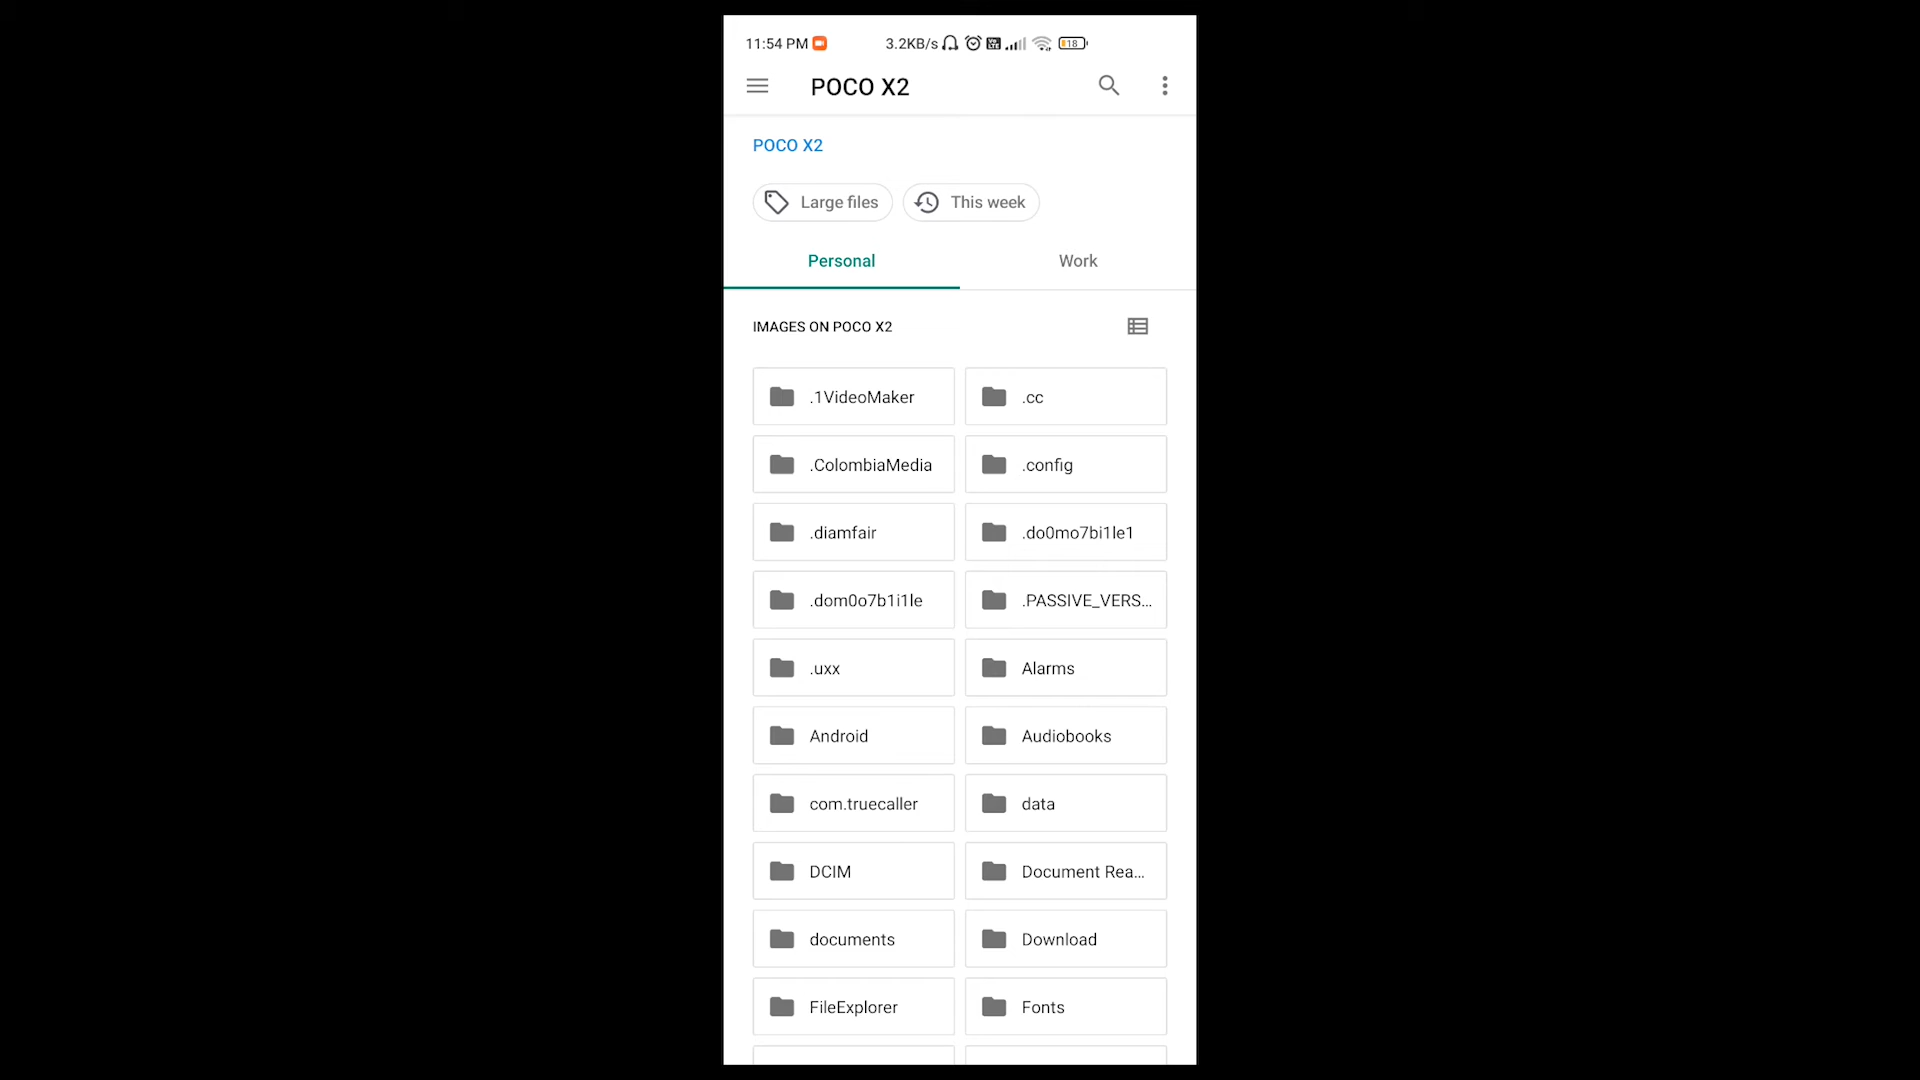 11:54 PM 3.2KB/s 18
POCO X2
POCO X2
Large files This week
Personal Work
IMAGES ON POCO X2
.1VideoMaker .cc
.ColombiaMedia .config
.diamfair .do0mo7bi1le1
.dom0o7b1i1le .PASSIVE_VERS...
.uxx Alarms
Android Audiobooks
com.truecaller data
DCIM Document Rea...
documents Download
FileExplorer Fonts